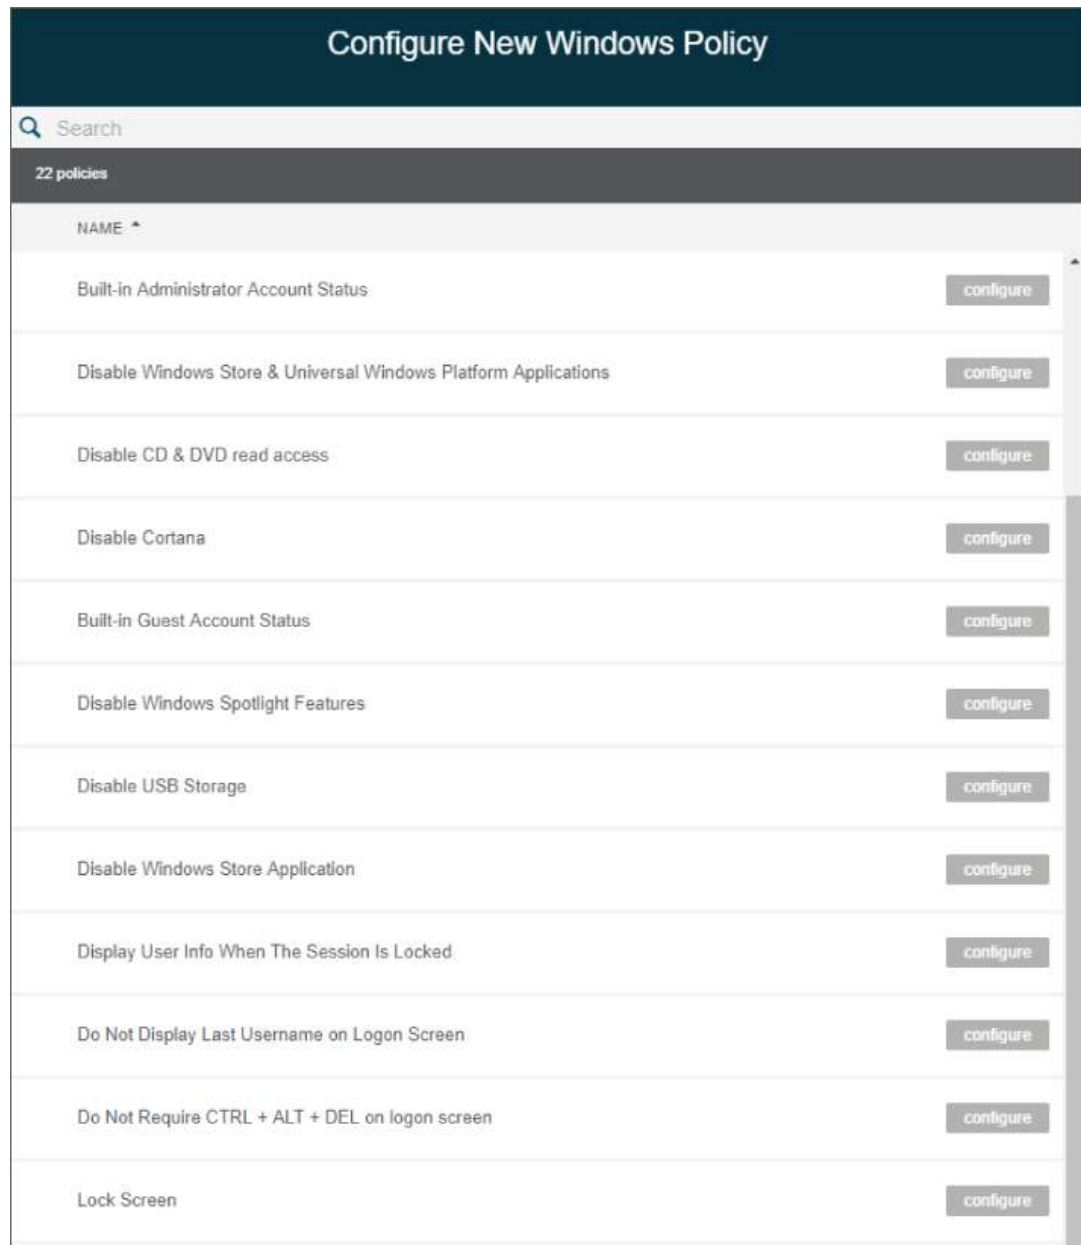 Configure New Windows Policy
Search
22 policies
NAME
Built-in Administrator Account Status configure
Disable Windows Store & Universal Windows Platform Applications configure
Disable CD & DVD read access configure
Disable Cortana configure
Built-in Guest Account Status configure
Disable Windows Spotlight Features configure
Disable USB Storage configure
Disable Windows Store Application configure
Display User Info When The Session Is Locked configure
Do Not Display Last Username on Logon Screen configure
Do Not Require CTRL + ALT + DEL on logon screen configure
Lock Screen configure